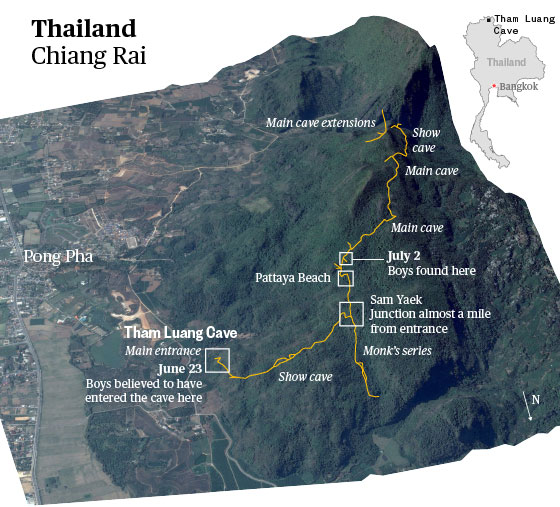 Thailand
Chiang Rai
Tham Luang
Cave
Thailand
Bangkok
Main cave extensions
Show
cave
Main cave
Main cave
Pong Pha
July 2
Boys found here
Pattaya Beach
Sam Yaek
Junction almost a mile
from entrance
Tham Luang Cave
Main entrance
June 23
Boys believed to have
entered the cave here
Show cave
Monk's series
N